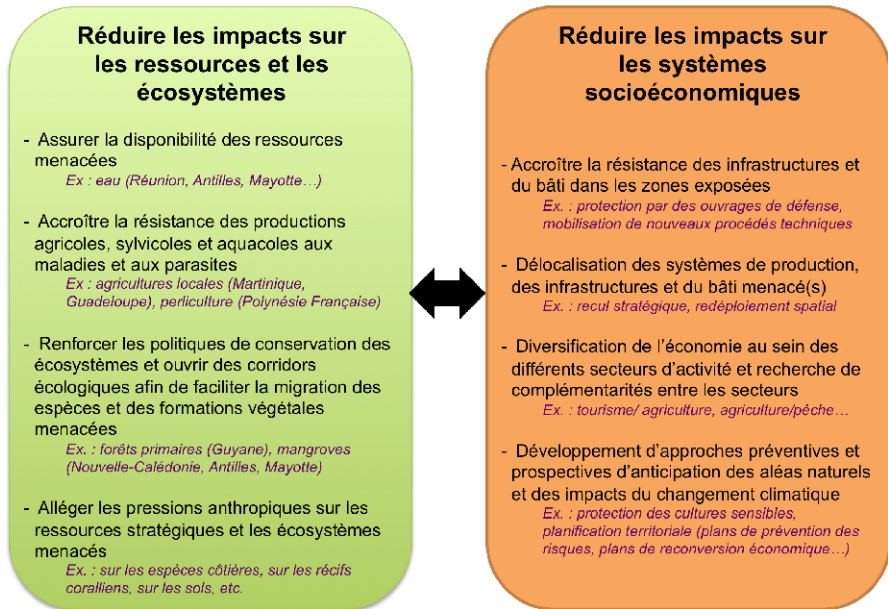 Réduire les impacts sur
les ressources et les
écosystèmes
- Assurer la disponibilité des ressources
menacées
Ex : eau (Réunion, Antilles, Mayotte…)
- Accroître la résistance des productions
agricoles, sylvicoles et aquacoles aux
maladies et aux parasites
Ex : agricultures locales (Martinique,
Guadeloupe), perliculture (Polynésie Française)
- Renforcer les politiques de conservation des
écosystèmes et ouvrir des corridors
écologiques afin de faciliter la migration des
espèces et des formations végétales
menacées
Ex. : forêts primaires (Guyane), mangroves
(Nouvelle-Calédonie, Antilles, Mayotte)
- Alléger les pressions anthropiques sur les
ressources stratégiques et les écosystèmes
menacés
Ex. : sur les espèces côtières, sur les récifs
coralliens, sur les sols, etc.
Réduire les impacts sur
les systèmes
socioéconomiques
- Accroître la résistance des infrastructures et
du bâti dans les zones exposées
Ex. : protection par des ouvrages de défense,
mobilisation de nouveaux procédés techniques
- Délocalisation des systèmes de production,
des infrastructures et du bâti menacé(s)
Ex. : recul stratégique, redéploiement spatial
- Diversification de l'économie au sein des
différents secteurs d'activité et recherche de
complémentarités entre les secteurs
Ex. : tourisme/ agriculture, agriculture/pêche…
- Développement d'approches préventives et
prospectives d'anticipation des aléas naturels
et des impacts du changement climatique
Ex. : protection des cultures sensibles,
planification territoriale (plans de prévention des
risques, plans de reconversion économique…)